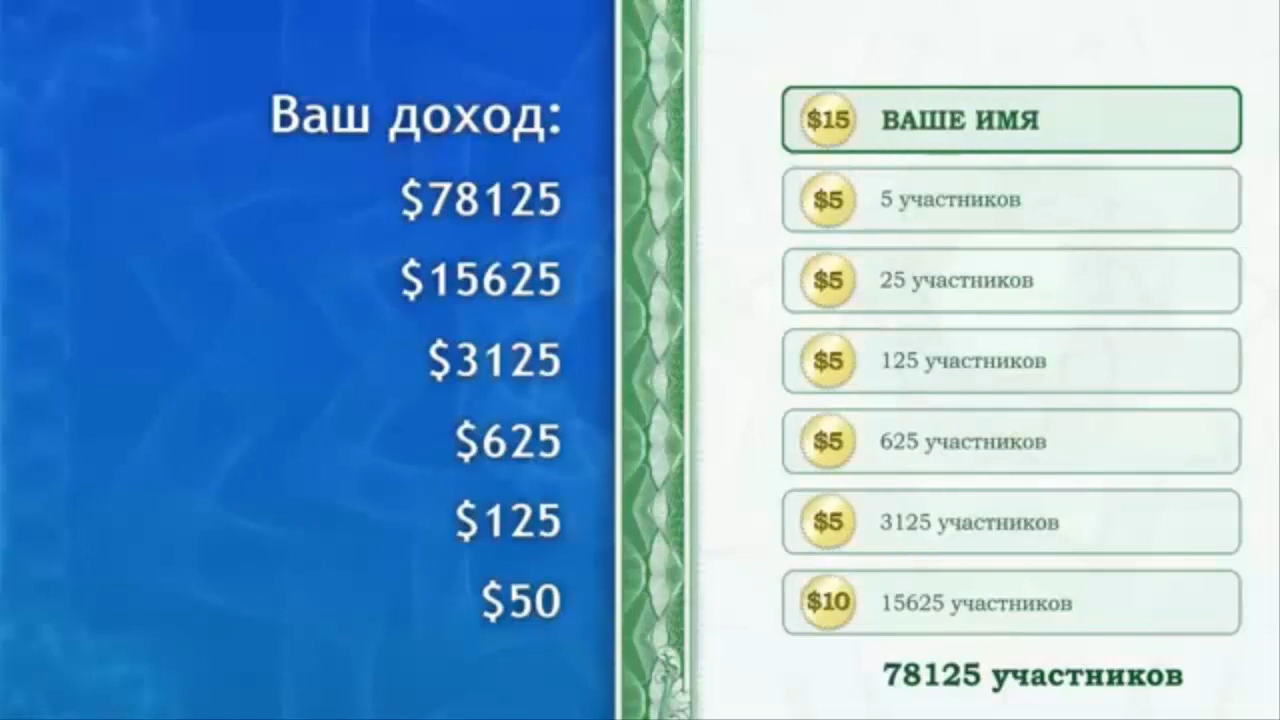 Ваш доход:
$78125
$15625
$3125
$625
$125
$50
$15 ВАШЕ ИМЯ
$5 5 участников
$5 25 участников
$5 125 участников
$5 625 участников
$5 3125 участников
$10 15625 участников
78125 участников